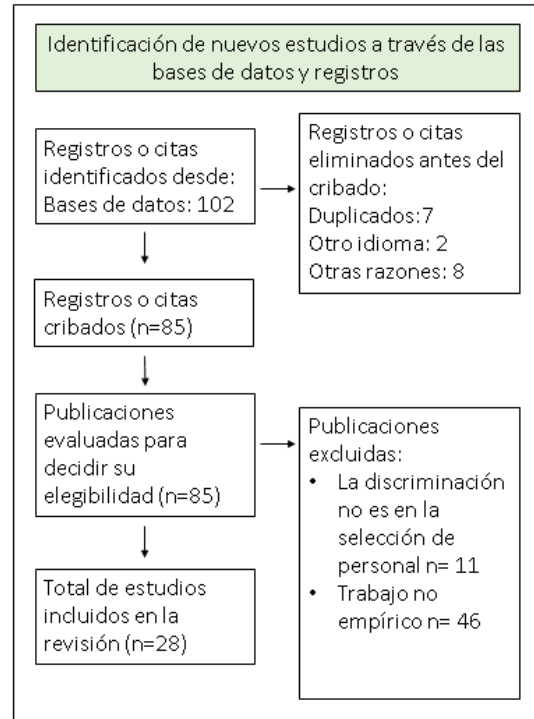 Identificación de nuevos estudios a través de las
bases de datos y registros
Registros o citas
identificados desde:
Bases de datos: 102
Registros o citas
eliminados antes del
cribado:
Duplicados:7
Otro idioma: 2
Otras razones: 8
Registros o citas
cribados (n=85)
Publicaciones
evaluadas para
decidir su
elegibilidad (n=85)
Publicaciones
excluidas:
• La discriminación
no es en la
selección de
personal n= 11
• Trabajo no
empírico n= 46
Total de estudios
incluidos en la
revisión (n=28)